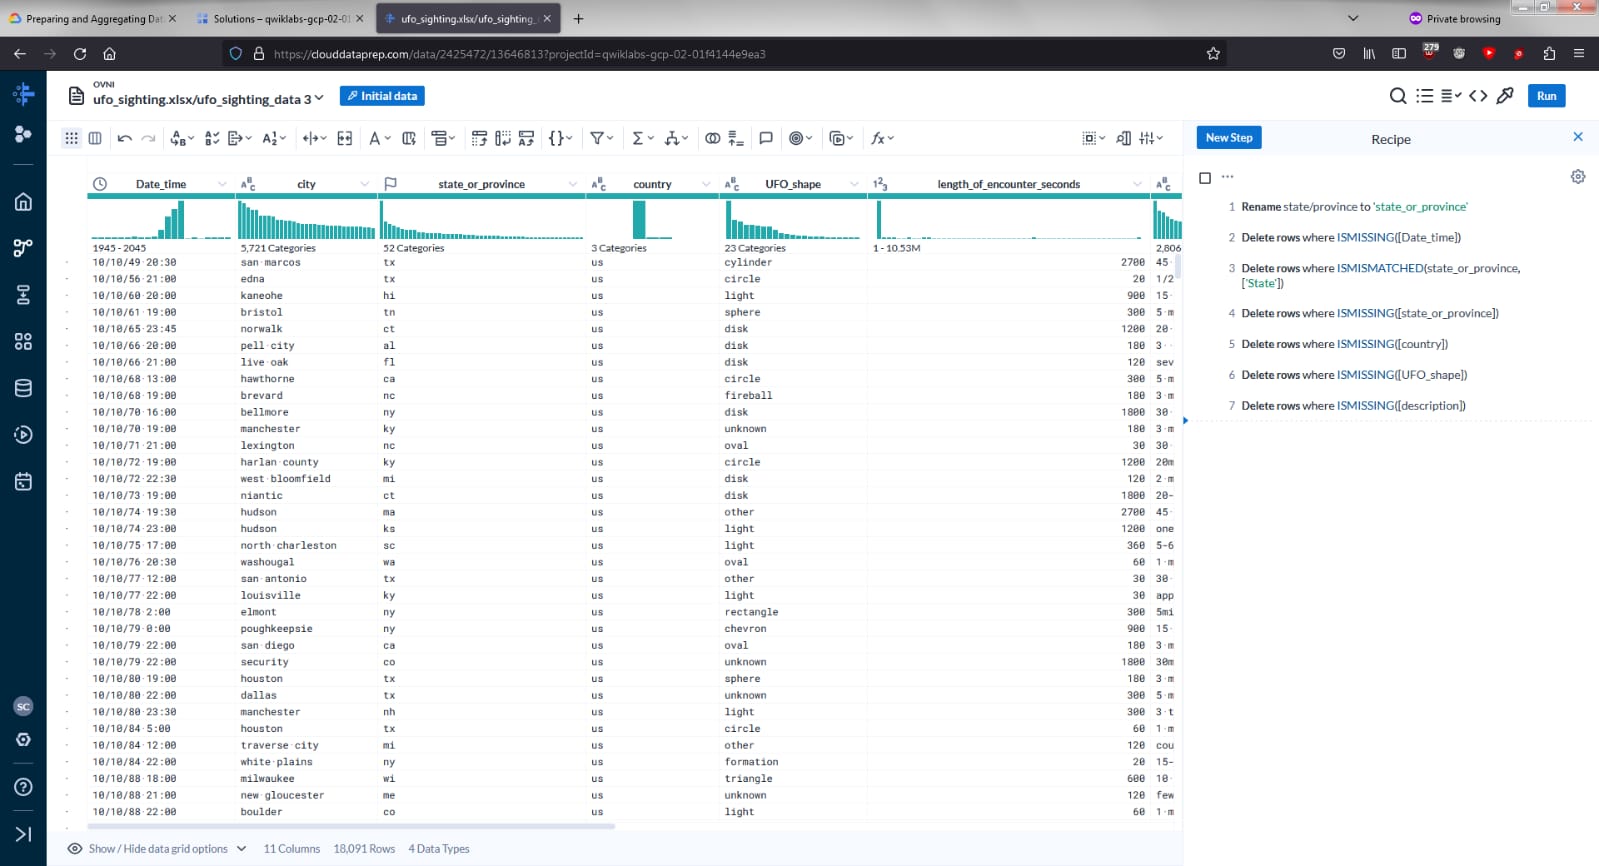 Preparing and Aggregating Dat
Solutions – qwiklabs-gcp-02-01
ufo_sighting.xlsx/ufo_sighting_
Private browsing
https://clouddataprep.com/data/2425472/13646813?projectId=qwiklabs-gcp-02-01f4144e9ea3
279
OVNI
ufo_sighting.xlsx/ufo_sighting_data 3
Initial data
Run
New Step
Recipe
Date_time city state_or_province country UFO_shape length_of_encounter_seconds
1945 - 2045 5,721 Categories 52 Categories 3 Categories 23 Categories 1 - 10.53M 2,806
10/10/49·20:30 san·marcos tx us cylinder 2700 45·
10/10/56·21:00 edna tx us circle 20 1/2
10/10/60·20:00 kaneohe hi us light 900 15·
10/10/61·19:00 bristol tn us sphere 300 5·m
10/10/65·23:45 norwalk ct us disk 1200 20·
10/10/66·20:00 pell·city al us disk 180 3··
10/10/66·21:00 live·oak fl us disk 120 sev
10/10/68·13:00 hawthorne ca us circle 300 5·m
10/10/68·19:00 brevard nc us fireball 180 3·m
10/10/70·16:00 bellmore ny us disk 1800 30·
10/10/70·19:00 manchester ky us unknown 180 3·m
10/10/71·21:00 lexington nc us oval 30 30·
10/10/72·19:00 harlan·county ky us circle 1200 20m
10/10/72·22:30 west·bloomfield mi us disk 120 2·m
10/10/73·19:00 niantic ct us disk 1800 20-
10/10/74·19:30 hudson ma us other 2700 45·
10/10/74·23:00 hudson ks us light 1200 one
10/10/75·17:00 north·charleston sc us light 360 5-6
10/10/76·20:30 washougal wa us oval 60 1·m
10/10/77·12:00 san·antonio tx us other 30 30·
10/10/77·22:00 louisville ky us light 30 app
10/10/78·2:00 elmont ny us rectangle 300 5mi
10/10/79·0:00 poughkeepsie ny us chevron 900 15·
10/10/79·22:00 san·diego ca us oval 180 3·m
10/10/79·22:00 security co us unknown 1800 30m
10/10/80·19:00 houston tx us sphere 180 3·m
10/10/80·22:00 dallas tx us unknown 300 5·m
10/10/80·23:30 manchester nh us light 300 3·t
10/10/84·5:00 houston tx us circle 60 1·m
10/10/84·12:00 traverse·city mi us other 120 cou
10/10/84·22:00 white·plains ny us formation 20 15-
10/10/88·18:00 milwaukee wi us triangle 600 10·
10/10/88·21:00 new·gloucester me us unknown 120 few
10/10/88·22:00 boulder co us light 60 1·m
Show / Hide data grid options 11 Columns 18,091 Rows 4 Data Types
SC
1 Rename state/province to 'state_or_province'
2 Delete rows where ISMISSING([Date_time])
3 Delete rows where ISMISMATCHED(state_or_province,
['State'])
4 Delete rows where ISMISSING([state_or_province])
5 Delete rows where ISMISSING([country])
6 Delete rows where ISMISSING([UFO_shape])
7 Delete rows where ISMISSING([description])